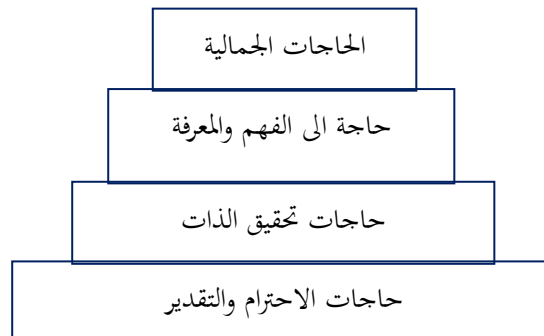 الحاجات الجمالية
حاجة الى الفهم والمعرفة
حاجات تحقيق الذات
حاجات الاحترام والتقدير